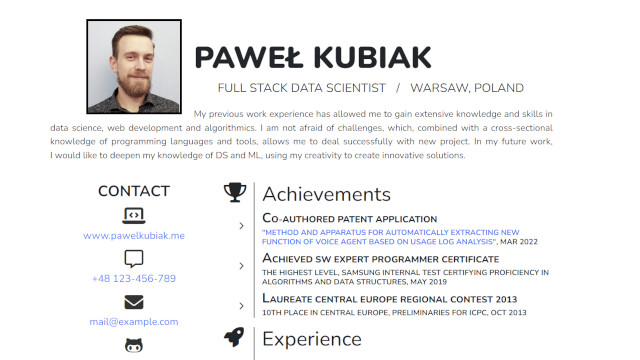 PAWEŁ KUBIAK
FULL STACK DATA SCIENTIST / WARSAW, POLAND
My previous work experience has allowed me to gain extensive knowledge and skills in
data science, web development and algorithmics. I am not afraid of challenges, which, combined with a cross-sectional
knowledge of programming languages and tools, allows me to deal successfully with new project. In my future work,
I would like to deepen my knowledge of DS and ML, using my creativity to create innovative solutions.
CONTACT
www.pawelkubiak.me
+48 123-456-789
mail@example.com
Achievements
CO-AUTHORED PATENT APPLICATION
"METHOD AND APPARATUS FOR AUTOMATICALLY EXTRACTING NEW
FUNCTION OF VOICE AGENT BASED ON USAGE LOG ANALYSIS", MAR 2022
ACHIEVED SW EXPERT PROGRAMMER CERTIFICATE
THE HIGHEST LEVEL, SAMSUNG INTERNAL TEST CERTIFYING PROFICIENCY IN
ALGORITHMS AND DATA STRUCTURES, MAY 2019
LAUREATE CENTRAL EUROPE REGIONAL CONTEST 2013
10TH PLACE IN CENTRAL EUROPE, PRELIMINARIES FOR ICPC, OCT 2013
Experience